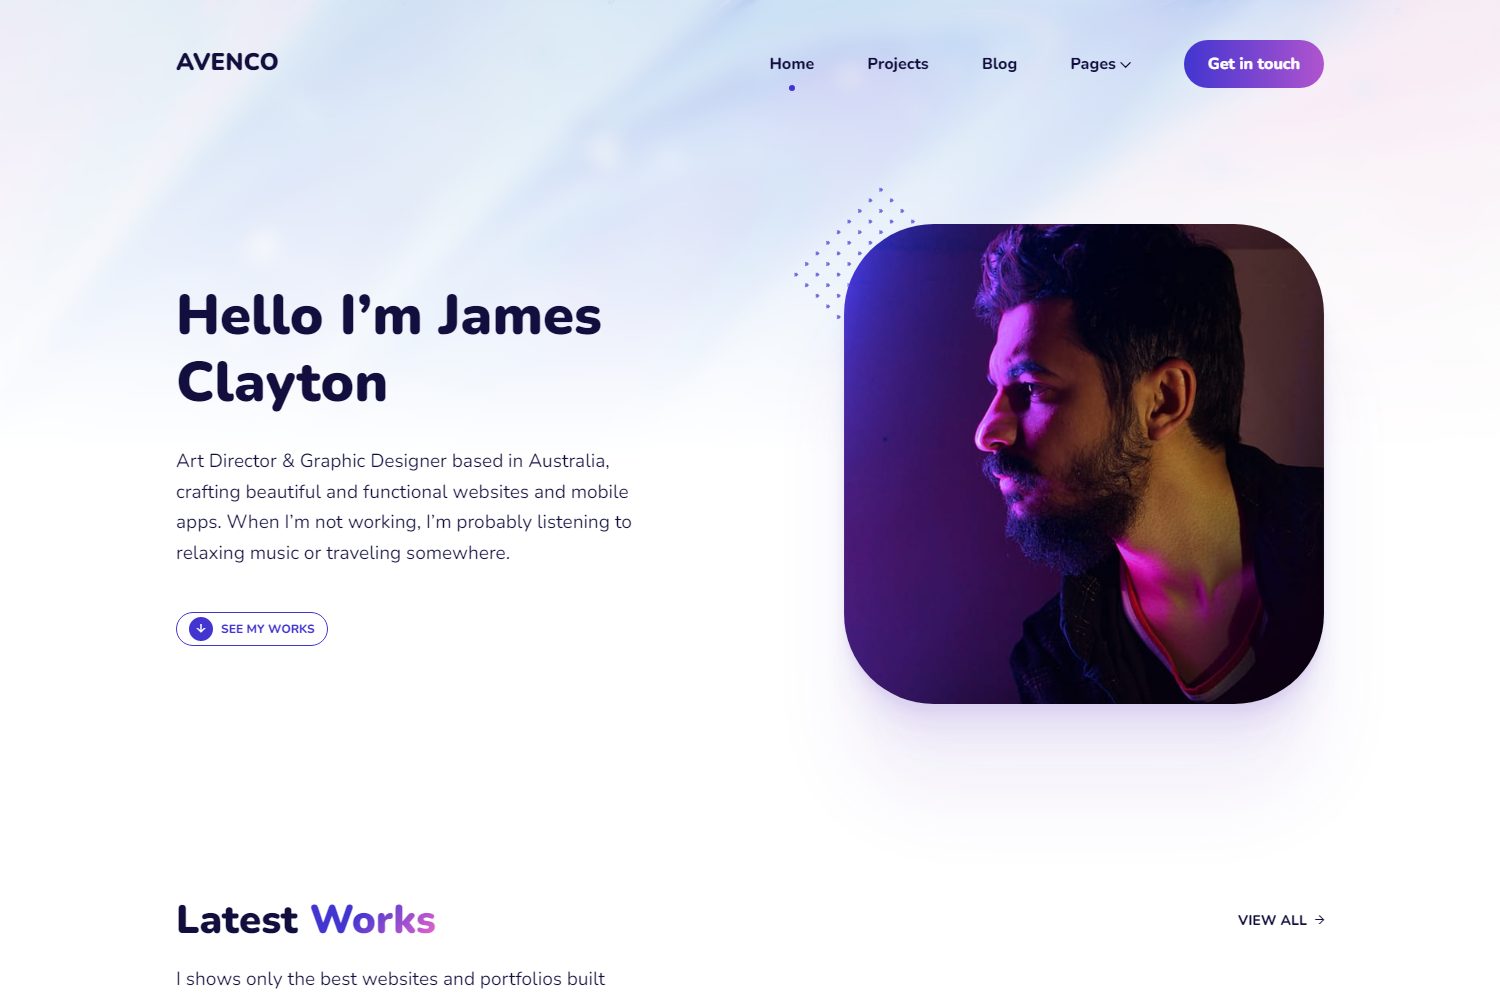 AVENCO
Home
Projects
Blog
Pages
Get in touch
Hello I’m James
Clayton
Art Director & Graphic Designer based in Australia,
crafting beautiful and functional websites and mobile
apps. When I’m not working, I’m probably listening to
relaxing music or traveling somewhere.
SEE MY WORKS
Latest Works
VIEW ALL
I shows only the best websites and portfolios built